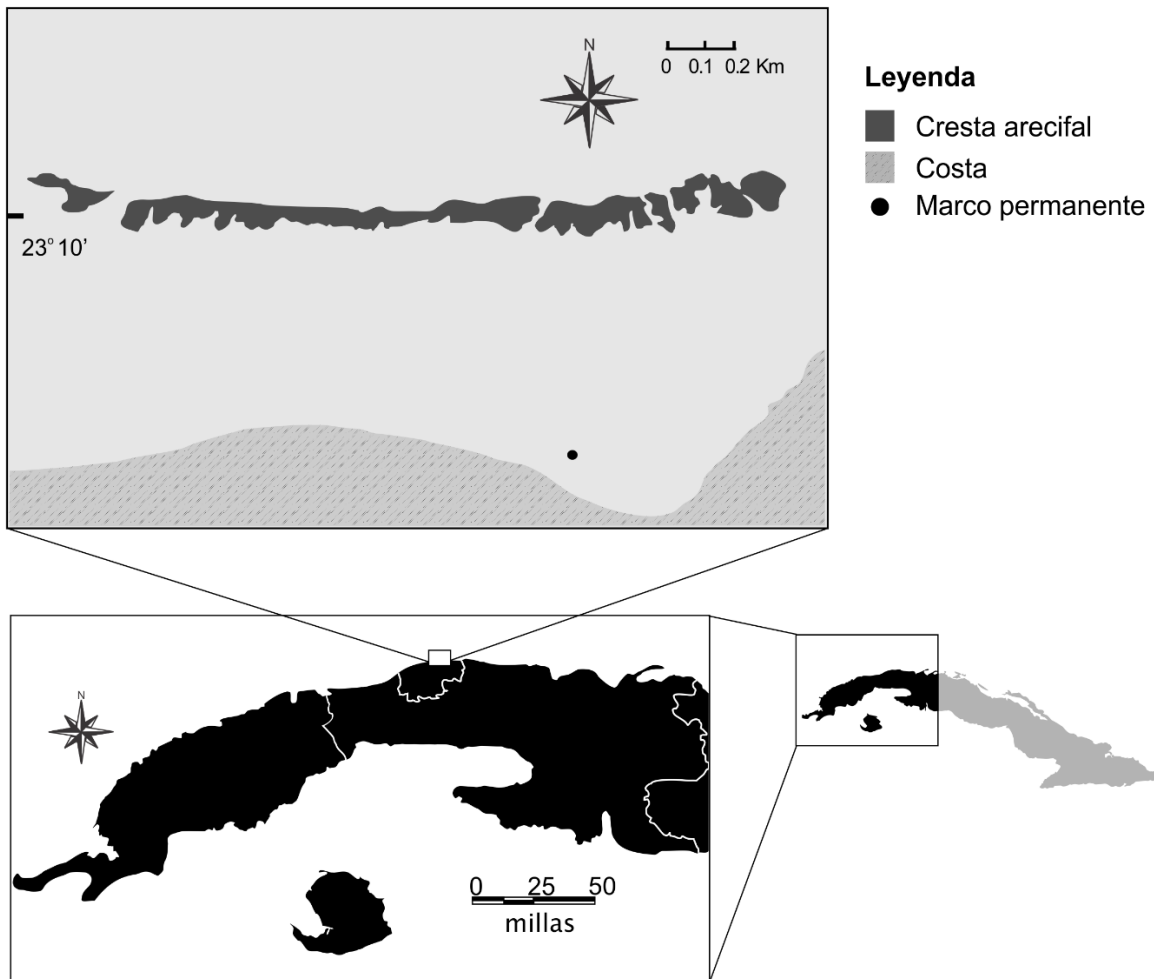 N
0 0.1 0.2 Km
23° 10’
Leyenda
Cresta arecifal
Costa
Marco permanente
N
0 25 50
millas